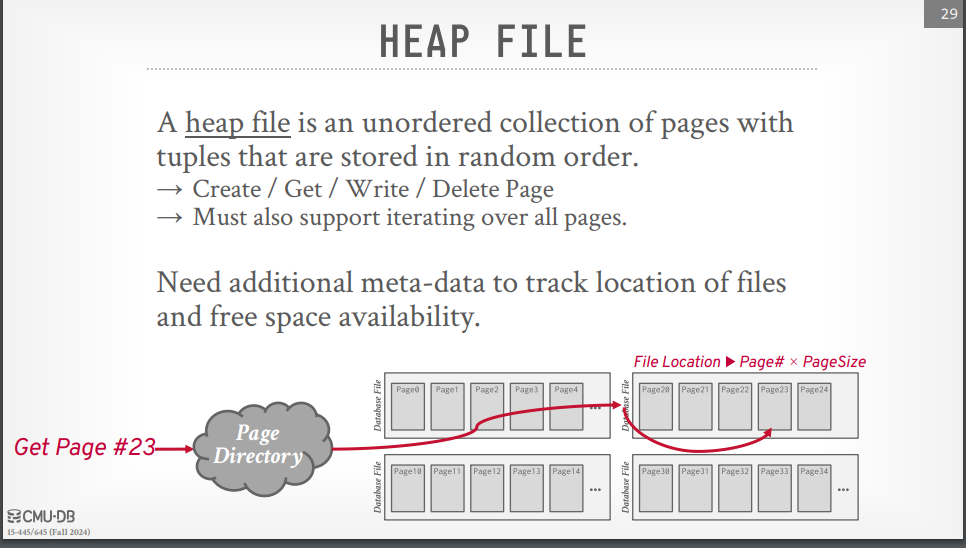 29
HEAP FILE
A heap file is an unordered collection of pages with
tuples that are stored in random order.
→ Create / Get / Write / Delete Page
→ Must also support iterating over all pages.
Need additional meta-data to track location of files
and free space availability.
File Location ▶ Page# × PageSize
Get Page #23
Page
Directory
Database File
Page0 Page1 Page2 Page3 Page4 ...
Database File
Page20 Page21 Page22 Page23 Page24
Database File
Page10 Page11 Page12 Page13 Page14 ...
Database File
Page30 Page31 Page32 Page33 Page34 ...
CMU·DB
15-445/645 (Fall 2024)